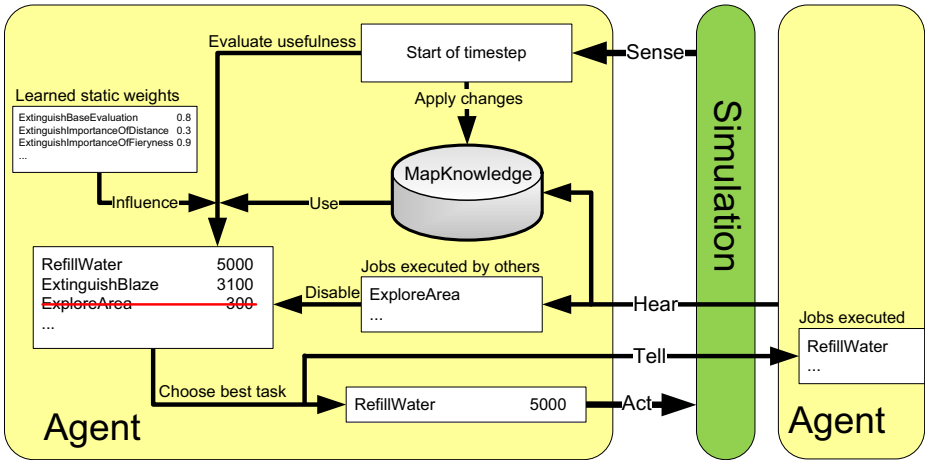 Evaluate usefulness
Start of timestep
Sense
Learned static weights
Apply changes
ExtinguishBaseEvaluation 0.8
ExtinguishImportanceOfDistance 0.3
ExtinguishImportanceOfFieryness 0.9
...
MapKnowledge
Influence
Use
Simulation
RefillWater 5000
ExtinguishBlaze 3100
ExploreArea 300
...
Disable
Jobs executed by others
ExploreArea
...
Hear
Jobs executed
RefillWater
...
Tell
Choose best task
RefillWater 5000
Act
Agent
Agent